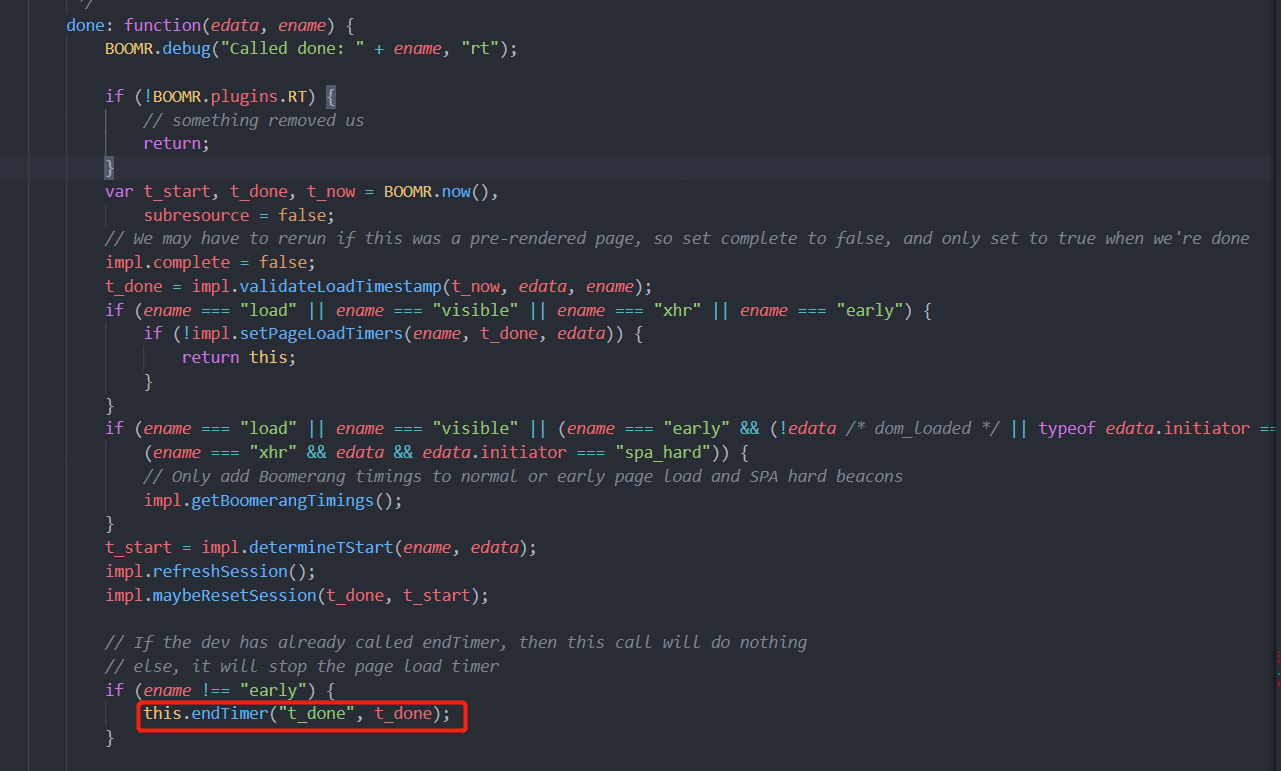 */
done: function(edata, ename) {
BOOMR.debug("Called done: " + ename, "rt");
if (!BOOMR.plugins.RT) {
// something removed us
return;
}
var t_start, t_done, t_now = BOOMR.now(),
subresource = false;
// We may have to rerun if this was a pre-rendered page, so set complete to false, and only set to true when we're done
impl.complete = false;
t_done = impl.validateLoadTimestamp(t_now, edata, ename);
if (ename === "load" || ename === "visible" || ename === "xhr" || ename === "early") {
if (!impl.setPageLoadTimers(ename, t_done, edata)) {
return this;
}
}
if (ename === "load" || ename === "visible" || (ename === "early" && (!edata /* dom_loaded */ || typeof edata.initiator ==
(ename === "xhr" && edata && edata.initiator === "spa_hard")) {
// Only add Boomerang timings to normal or early page load and SPA hard beacons
impl.getBoomerangTimings();
}
t_start = impl.determineTStart(ename, edata);
impl.refreshSession();
impl.maybeResetSession(t_done, t_start);
// If the dev has already called endTimer, then this call will do nothing
// else, it will stop the page load timer
if (ename !== "early") {
this.endTimer("t_done", t_done);
}